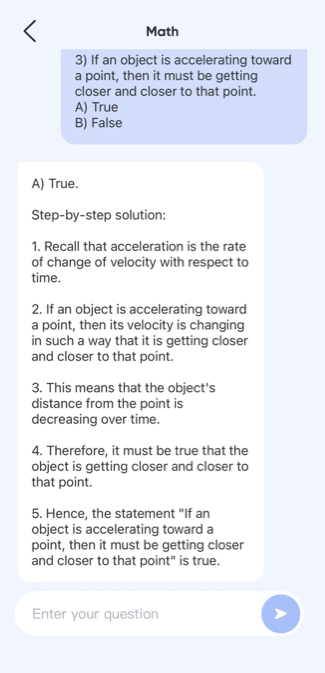 Math
3) If an object is accelerating toward
a point, then it must be getting
closer and closer to that point.
A) True
B) False
A) True.
Step-by-step solution:
1. Recall that acceleration is the rate
of change of velocity with respect to
time.
2. If an object is accelerating toward
a point, then its velocity is changing
in such a way that it is getting closer
and closer to that point.
3. This means that the object's
distance from the point is
decreasing over time.
4. Therefore, it must be true that the
object is getting closer and closer to
that point.
5. Hence, the statement "If an
object is accelerating toward a
point, then it must be getting closer
and closer to that point" is true.
Enter your question